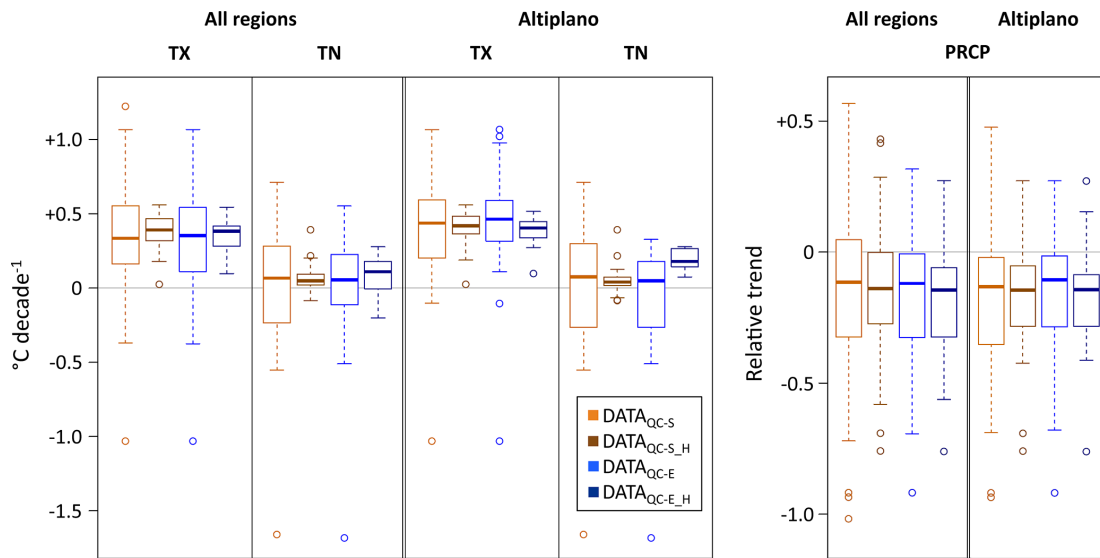 All regions
Altiplano
TX
TN
TX
TN
°C decade-1
+1.0
+0.5
0
-0.5
-1.0
-1.5
DATAQC-S
DATAQC-S_H
DATAQC-E
DATAQC-E_H
All regions
Altiplano
PRCP
Relative trend
+0.5
0
-0.5
-1.0